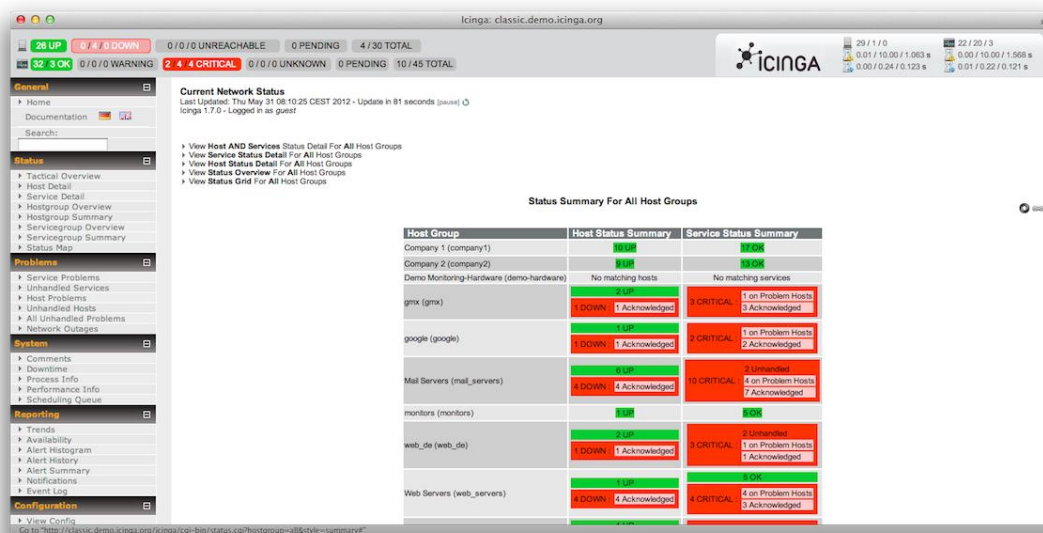 Icinga: classic.demo.icinga.org
26 UP 0 / 4 / 0 DOWN 0 / 0 / 0 UNREACHABLE 0 PENDING 4 / 30 TOTAL
32 / 3 OK 0 / 0 / 0 WARNING 2 / 4 / 4 CRITICAL 0 / 0 / 0 UNKNOWN 0 PENDING 10 / 45 TOTAL
ICINGA
29 / 1 / 0
0.01 / 10.00 / 1.063 s
0.00 / 0.24 / 0.123 s
22 / 20 / 3
0.00 / 10.00 / 1.568 s
0.01 / 0.22 / 0.121 s
General
Home
Documentation
Search:
Status
Tactical Overview
Host Detail
Service Detail
Hostgroup Overview
Hostgroup Summary
Servicegroup Overview
Servicegroup Summary
Status Map
Problems
Service Problems
Unhandled Services
Host Problems
Unhandled Hosts
All Unhandled Problems
Network Outages
System
Comments
Downtime
Process Info
Performance Info
Scheduling Queue
Reporting
Trends
Availability
Alert Histogram
Alert History
Alert Summary
Notifications
Event Log
Configuration
View Config
Current Network Status
Last Updated: Thu May 31 08:10:25 CEST 2012 - Update in 81 seconds [pause]
Icinga 1.7.0 - Logged in as guest
View Host AND Services Status Detail For All Host Groups
View Service Status Detail For All Host Groups
View Host Status Detail For All Host Groups
View Status Overview For All Host Groups
View Status Grid For All Host Groups
Status Summary For All Host Groups
Host Group Host Status Summary Service Status Summary
Company 1 (company1) 10 UP 17 OK
Company 2 (company2) 9 UP 13 OK
Demo Monitoring-Hardware (demo-hardware) No matching hosts No matching services
gmx (gmx)
2 UP
1 DOWN : 1 Acknowledged
3 CRITICAL :
1 on Problem Hosts
3 Acknowledged
google (google)
1 UP
1 DOWN : 1 Acknowledged
2 CRITICAL :
1 on Problem Hosts
2 Acknowledged
Mail Servers (mail_servers)
6 UP
4 DOWN : 4 Acknowledged
10 CRITICAL :
2 Unhandled
4 on Problem Hosts
7 Acknowledged
monitors (monitors) 1 UP 5 OK
web_de (web_de)
2 UP
1 DOWN : 1 Acknowledged
3 CRITICAL :
2 Unhandled
1 on Problem Hosts
1 Acknowledged
Web Servers (web_servers)
1 UP
4 DOWN : 4 Acknowledged
5 OK
4 CRITICAL :
4 on Problem Hosts
3 Acknowledged
Go to "http://classic.demo.icinga.org/icinga/cgi-bin/status.cgi?hostgroup=all&style=summary#"